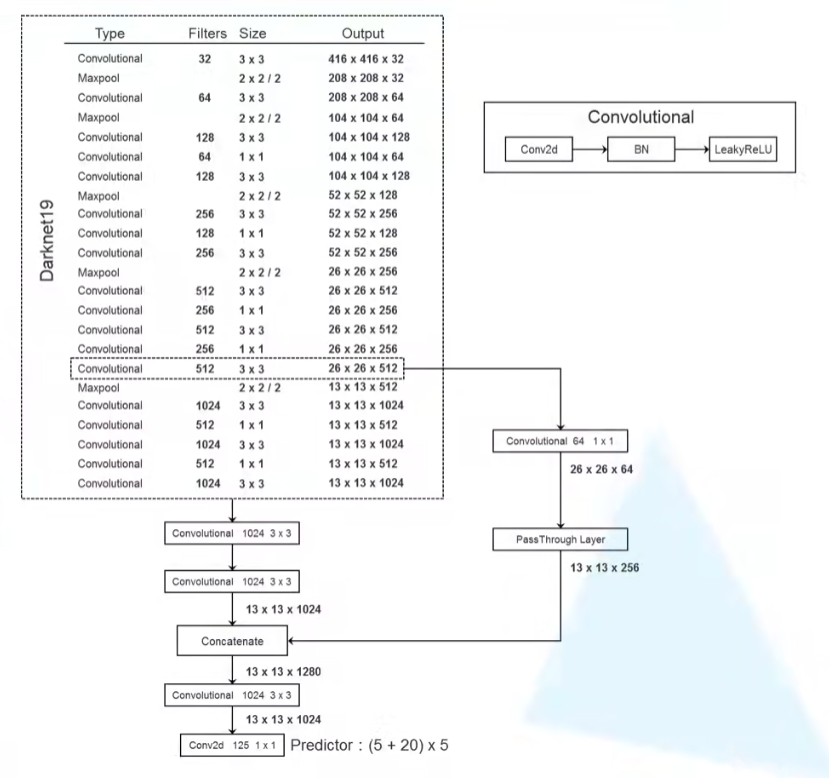 Type Filters Size Output
Convolutional 32 3 x 3 416 x 416 x 32
Maxpool 2 x 2 / 2 208 x 208 x 32
Convolutional 64 3 x 3 208 x 208 x 64
Maxpool 2 x 2 / 2 104 x 104 x 64
Convolutional 128 3 x 3 104 x 104 x 128
Convolutional 64 1 x 1 104 x 104 x 64
Convolutional 128 3 x 3 104 x 104 x 128
Maxpool 2 x 2 / 2 52 x 52 x 128
Convolutional 256 3 x 3 52 x 52 x 256
Convolutional 128 1 x 1 52 x 52 x 128
Convolutional 256 3 x 3 52 x 52 x 256
Maxpool 2 x 2 / 2 26 x 26 x 256
Convolutional 512 3 x 3 26 x 26 x 512
Convolutional 256 1 x 1 26 x 26 x 256
Convolutional 512 3 x 3 26 x 26 x 512
Convolutional 256 1 x 1 26 x 26 x 256
Convolutional 512 3 x 3 26 x 26 x 512
Maxpool 2 x 2 / 2 13 x 13 x 512
Convolutional 1024 3 x 3 13 x 13 x 1024
Convolutional 512 1 x 1 13 x 13 x 512
Convolutional 1024 3 x 3 13 x 13 x 1024
Convolutional 512 1 x 1 13 x 13 x 512
Convolutional 1024 3 x 3 13 x 13 x 1024
Darknet19
Convolutional
Conv2d BN LeakyReLU
Convolutional 64 1 x 1
26 x 26 x 64
PassThrough Layer
13 x 13 x 256
Convolutional 1024 3 x 3
Convolutional 1024 3 x 3
13 x 13 x 1024
Concatenate
13 x 13 x 1280
Convolutional 1024 3 x 3
13 x 13 x 1024
Conv2d 125 1 x 1 Predictor : (5 + 20) x 5